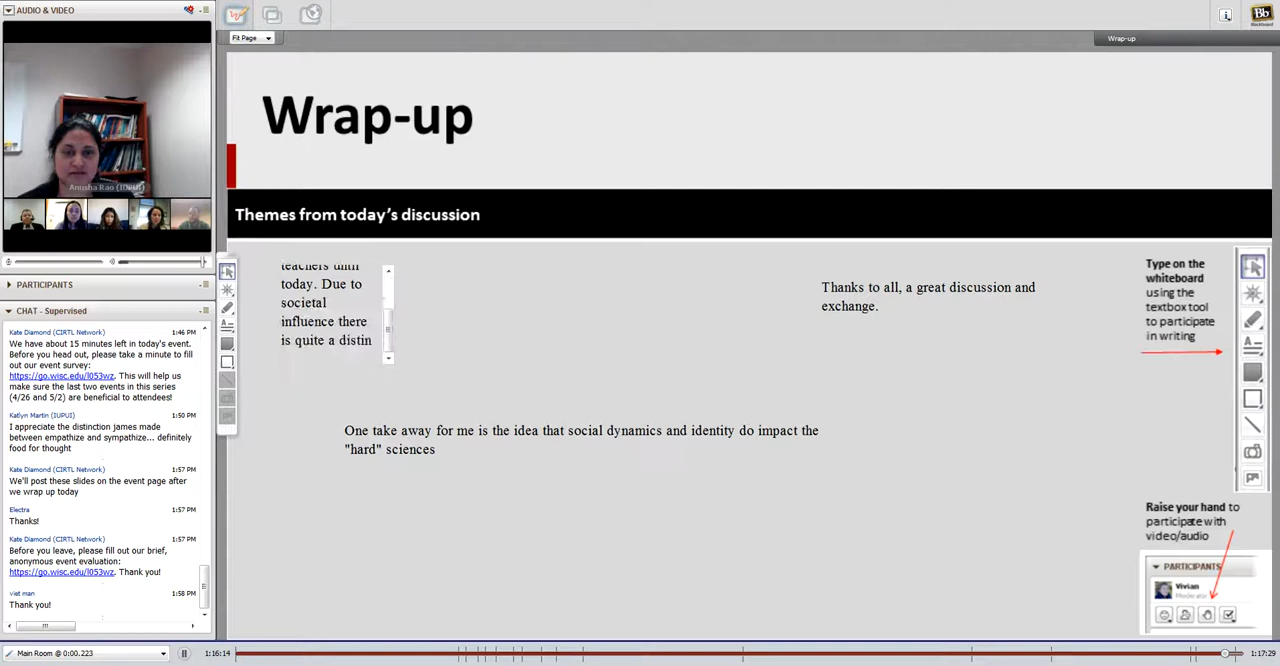 AUDIO & VIDEO
Fit Page
Wrap-up
Bb
Blackboard
Anusha Rao (IUPUI)
Wrap-up
Themes from today's discussion
teachers until
today. Due to
societal
influence there
is quite a distin
Thanks to all, a great discussion and
exchange.
One take away for me is the idea that social dynamics and identity do impact the
"hard" sciences
Type on the
whiteboard
using the
textbox tool
to participate
in writing
Raise your hand to
participate with
video/audio
PARTICIPANTS
Vivian
Moderator
PARTICIPANTS
CHAT - Supervised
Kate Diamond (CIRTL Network) 1:46 PM
We have about 15 minutes left in today's event.
Before you head out, please take a minute to fill
out our event survey:
https://go.wisc.edu/l053wz. This will help us
make sure the last two events in this series
(4/26 and 5/2) are beneficial to attendees!
Katlyn Martin (IUPUI) 1:50 PM
I appreciate the distinction james made
between empathize and sympathize... definitely
food for thought
Kate Diamond (CIRTL Network) 1:57 PM
We'll post these slides on the event page after
we wrap up today
Electra 1:57 PM
Thanks!
Kate Diamond (CIRTL Network) 1:57 PM
Before you leave, please fill out our brief,
anonymous event evaluation:
https://go.wisc.edu/l053wz. Thank you!
viet man 1:58 PM
Thank you!
Main Room @ 0:00.223
1:16:14
1:17:29